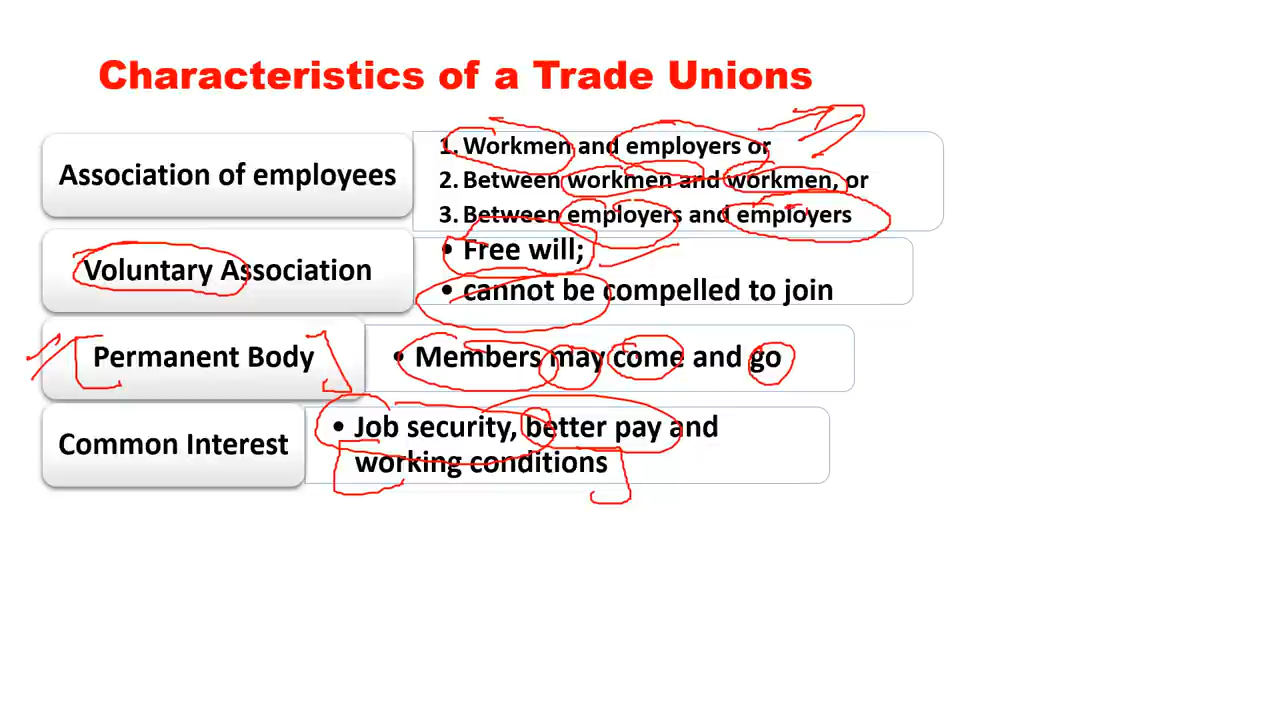 Characteristics of a Trade Unions
Association of employees
1. Workmen and employers or
2. Between workmen and workmen, or
3. Between employers and employers
Voluntary Association
• Free will;
• cannot be compelled to join
Permanent Body
• Members may come and go
Common Interest
• Job security, better pay and
working conditions